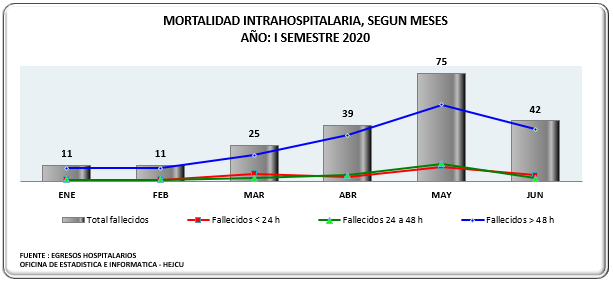 MORTALIDAD INTRAHOSPITALARIA, SEGUN MESES
AÑO: I SEMESTRE 2020
11 11 25 39 75 42
ENE FEB MAR ABR MAY JUN
Total fallecidos Fallecidos < 24 h Fallecidos 24 a 48 h Fallecidos > 48 h
FUENTE : EGRESOS HOSPITALARIOS
OFICINA DE ESTADISTICA E INFORMATICA - HEJCU